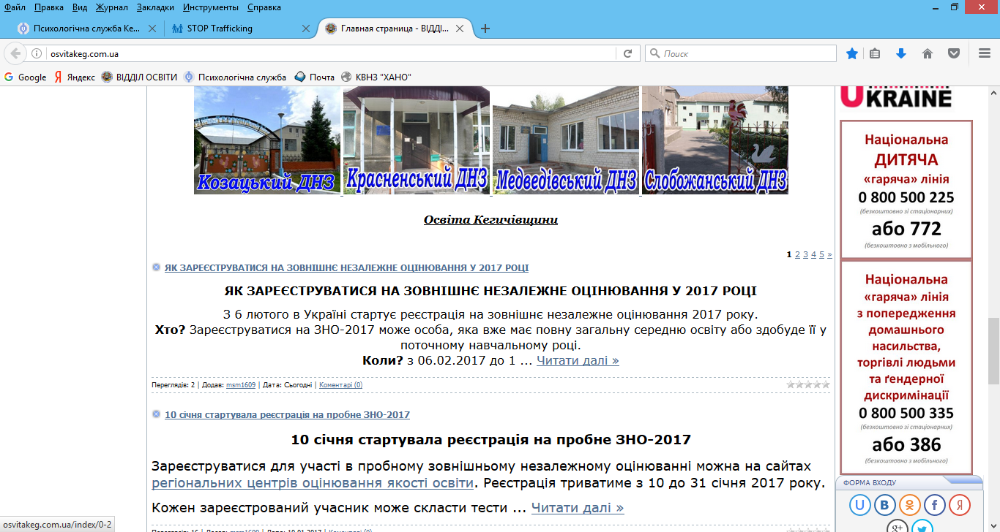 Файл Правка Вид Журнал Закладки Инструменты Справка
Психологічна служба Ке...
STOP Trafficking
Главная страница - ВІДДІ...
osvitakeg.com.ua
Поиск
Google Яндекс ВІДДІЛ ОСВІТИ Психологічна служба Почта КВНЗ "ХАНО"
Козацький ДНЗ
Красненський ДНЗ
Медведівський ДНЗ
Слобожанський ДНЗ
Освіта Кегичівщини
1 2 3 4 5 »
ЯК ЗАРЕЄСТРУВАТИСЯ НА ЗОВНІШНЄ НЕЗАЛЕЖНЕ ОЦІНЮВАННЯ У 2017 РОЦІ
ЯК ЗАРЕЄСТРУВАТИСЯ НА ЗОВНІШНЄ НЕЗАЛЕЖНЕ ОЦІНЮВАННЯ У 2017 РОЦІ
З 6 лютого в Україні стартує реєстрація на зовнішнє незалежне оцінювання 2017 року.
Хто? Зареєструватися на ЗНО-2017 може особа, яка вже має повну загальну середню освіту або здобуде її у
поточному навчальному році.
Коли? з 06.02.2017 до 1 ... Читати далі »
Переглядів: 2 | Додав: msm1609 | Дата: Сьогодні | Коментарі (0)
10 січня стартувала реєстрація на пробне ЗНО-2017
10 січня стартувала реєстрація на пробне ЗНО-2017
Зареєструватися для участі в пробному зовнішньому незалежному оцінюванні можна на сайтах
регіональних центрів оцінювання якості освіти. Реєстрація триватиме з 10 до 31 січня 2017 року.
Кожен зареєстрований учасник може скласти тести ... Читати далі »
Переглядів: 16 | Додав: msm1609 | Дата: 10.01.2017 | Коментарі (0)
UKRAINE
Національна
ДИТЯЧА
«гаряча» лінія
0 800 500 225
(безкоштовно зі стаціонарних)
або 772
(безкоштовно з мобільного)
Національна
«гаряча» лінія
з попередження
домашнього
насильства,
торгівлі людьми
та ґендерної
дискримінації
0 800 500 335
(безкоштовно зі стаціонарних)
або 386
(безкоштовно з мобільного)
ФОРМА ВХОДУ
osvitakeg.com.ua/index/0-2